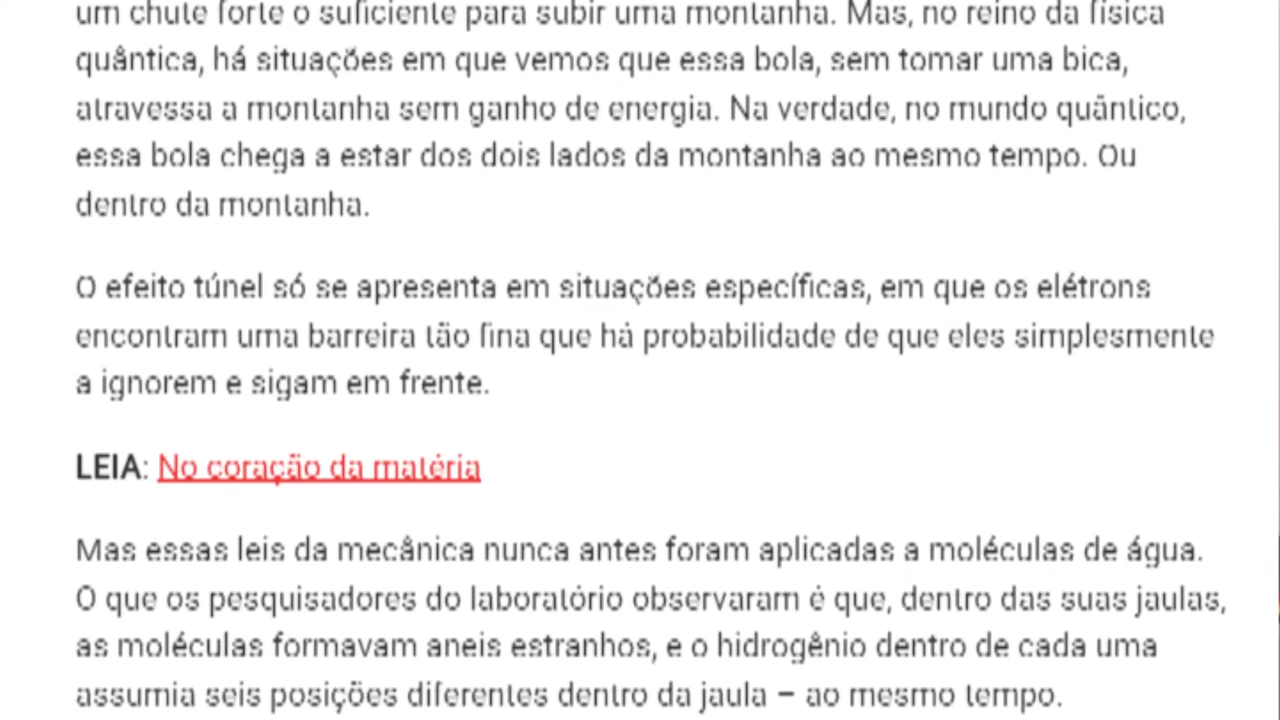 um chute forte o suficiente para subir uma montanha. Mas, no reino da física
quântica, há situações em que vemos que essa bola, sem tomar uma bica,
atravessa a montanha sem ganho de energia. Na verdade, no mundo quântico,
essa bola chega a estar dos dois lados da montanha ao mesmo tempo. Ou
dentro da montanha.
O efeito túnel só se apresenta em situações específicas, em que os elétrons
encontram uma barreira tão fina que há probabilidade de que eles simplesmente
a ignorem e sigam em frente.
LEIA: No coração da matéria
Mas essas leis da mecânica nunca antes foram aplicadas a moléculas de água.
O que os pesquisadores do laboratório observaram é que, dentro das suas jaulas,
as moléculas formavam aneis estranhos, e o hidrogênio dentro de cada uma
assumia seis posições diferentes dentro da jaula – ao mesmo tempo.